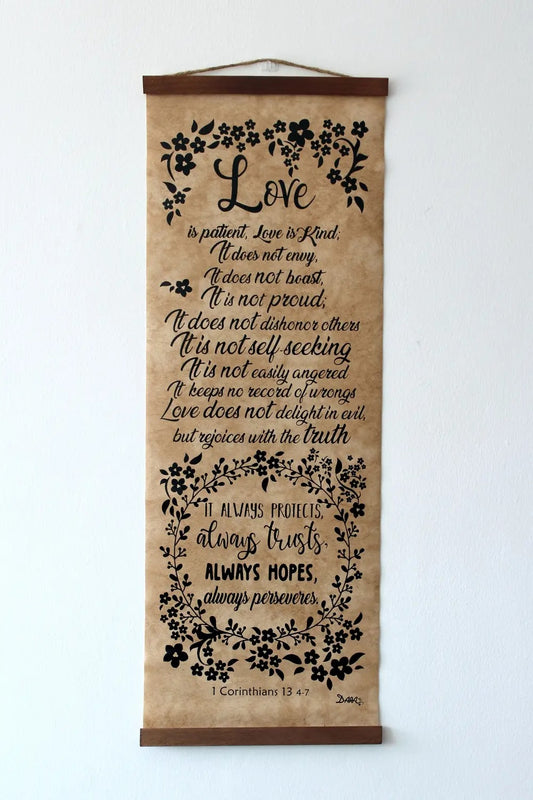 Love
is patient, Love is Kind;
It does not envy,
It does not boast,
It is not proud;
It does not dishonor others
It is not self-seeking
It is not easily angered
It keeps no record of wrongs
Love does not delight in evil,
but rejoices with the truth
IT ALWAYS PROTECTS,
always trusts,
ALWAYS HOPES,
always perseveres.
1 Corinthians 13 4-7